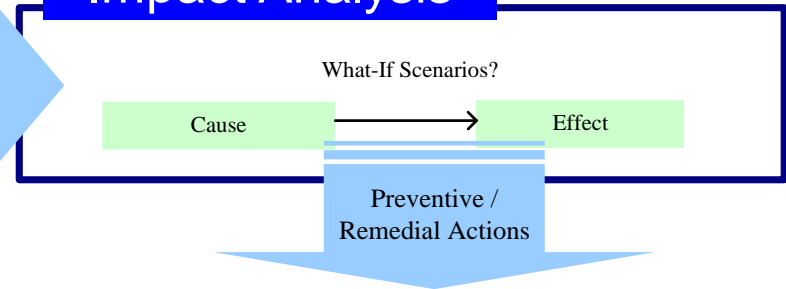 Impact Analysis
What-If Scenarios?
Cause
Effect
Preventive /
Remedial Actions